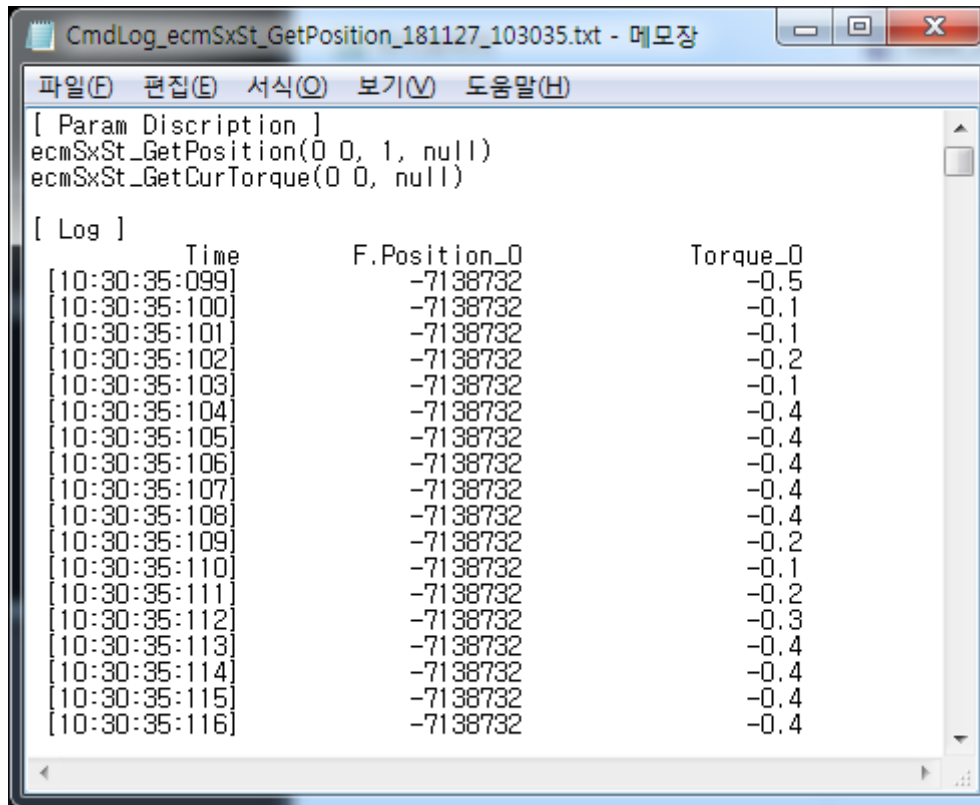 CmdLog_ecmSxSt_GetPosition_181127_103035.txt - 메모장
파일(F) 편집(E) 서식(O) 보기(V) 도움말(H)
[ Param Discription ]
ecmSxSt_GetPosition(0 0, 1, null)
ecmSxSt_GetCurTorque(0 0, null)
[ Log ]
Time F.Position_0 Torque_0
[10:30:35:099] -7138732 -0.5
[10:30:35:100] -7138732 -0.1
[10:30:35:101] -7138732 -0.1
[10:30:35:102] -7138732 -0.2
[10:30:35:103] -7138732 -0.1
[10:30:35:104] -7138732 -0.4
[10:30:35:105] -7138732 -0.4
[10:30:35:106] -7138732 -0.4
[10:30:35:107] -7138732 -0.4
[10:30:35:108] -7138732 -0.4
[10:30:35:109] -7138732 -0.2
[10:30:35:110] -7138732 -0.1
[10:30:35:111] -7138732 -0.2
[10:30:35:112] -7138732 -0.3
[10:30:35:113] -7138732 -0.4
[10:30:35:114] -7138732 -0.4
[10:30:35:115] -7138732 -0.4
[10:30:35:116] -7138732 -0.4